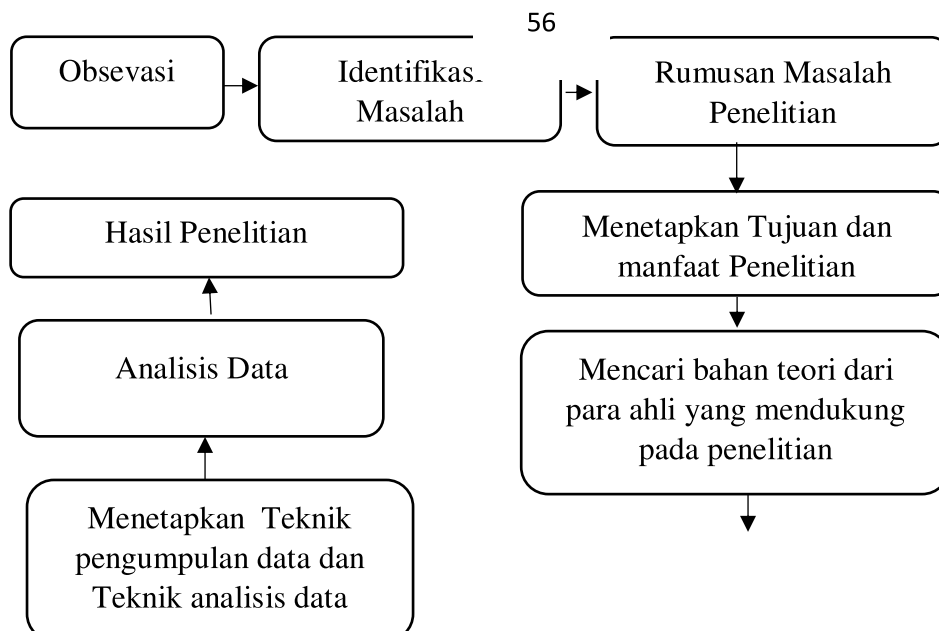 56
Obsevasi
Identifikas.
Masalah
Rumusan Masalah
Penelitian
Menetapkan Tujuan dan
manfaat Penelitian
Mencari bahan teori dari
para ahli yang mendukung
pada penelitian
Menetapkan Teknik
pengumpulan data dan
Teknik analisis data
Analisis Data
Hasil Penelitian